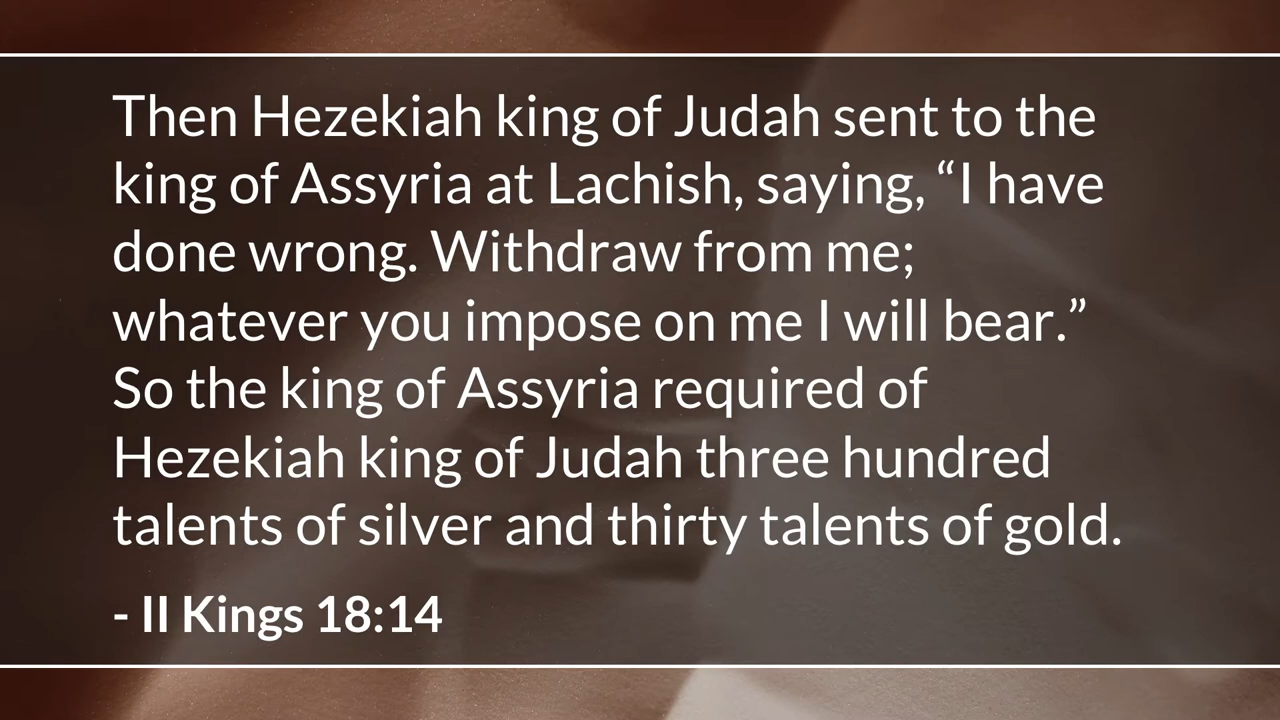 Then Hezekiah king of Judah sent to the
king of Assyria at Lachish, saying, “I have
done wrong. Withdraw from me;
whatever you impose on me I will bear.”
So the king of Assyria required of
Hezekiah king of Judah three hundred
talents of silver and thirty talents of gold.
- II Kings 18:14